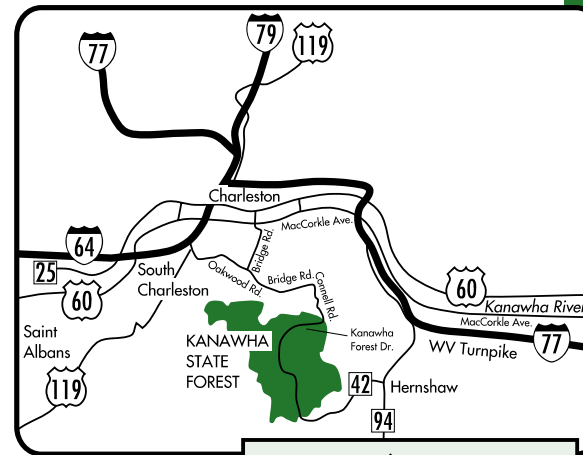 79
119
77
Charleston
MacCorkle Ave.
Bridge Rd.
64
25
South
Charleston
Oakwood Rd.
Bridge Rd.
Connell Rd.
60
60
Kanawha River
MacCorkle Ave.
Saint
Albans
KANAWHA
STATE
FOREST
Kanawha
Forest Dr.
WV Turnpike
77
119
42
Hernshaw
94